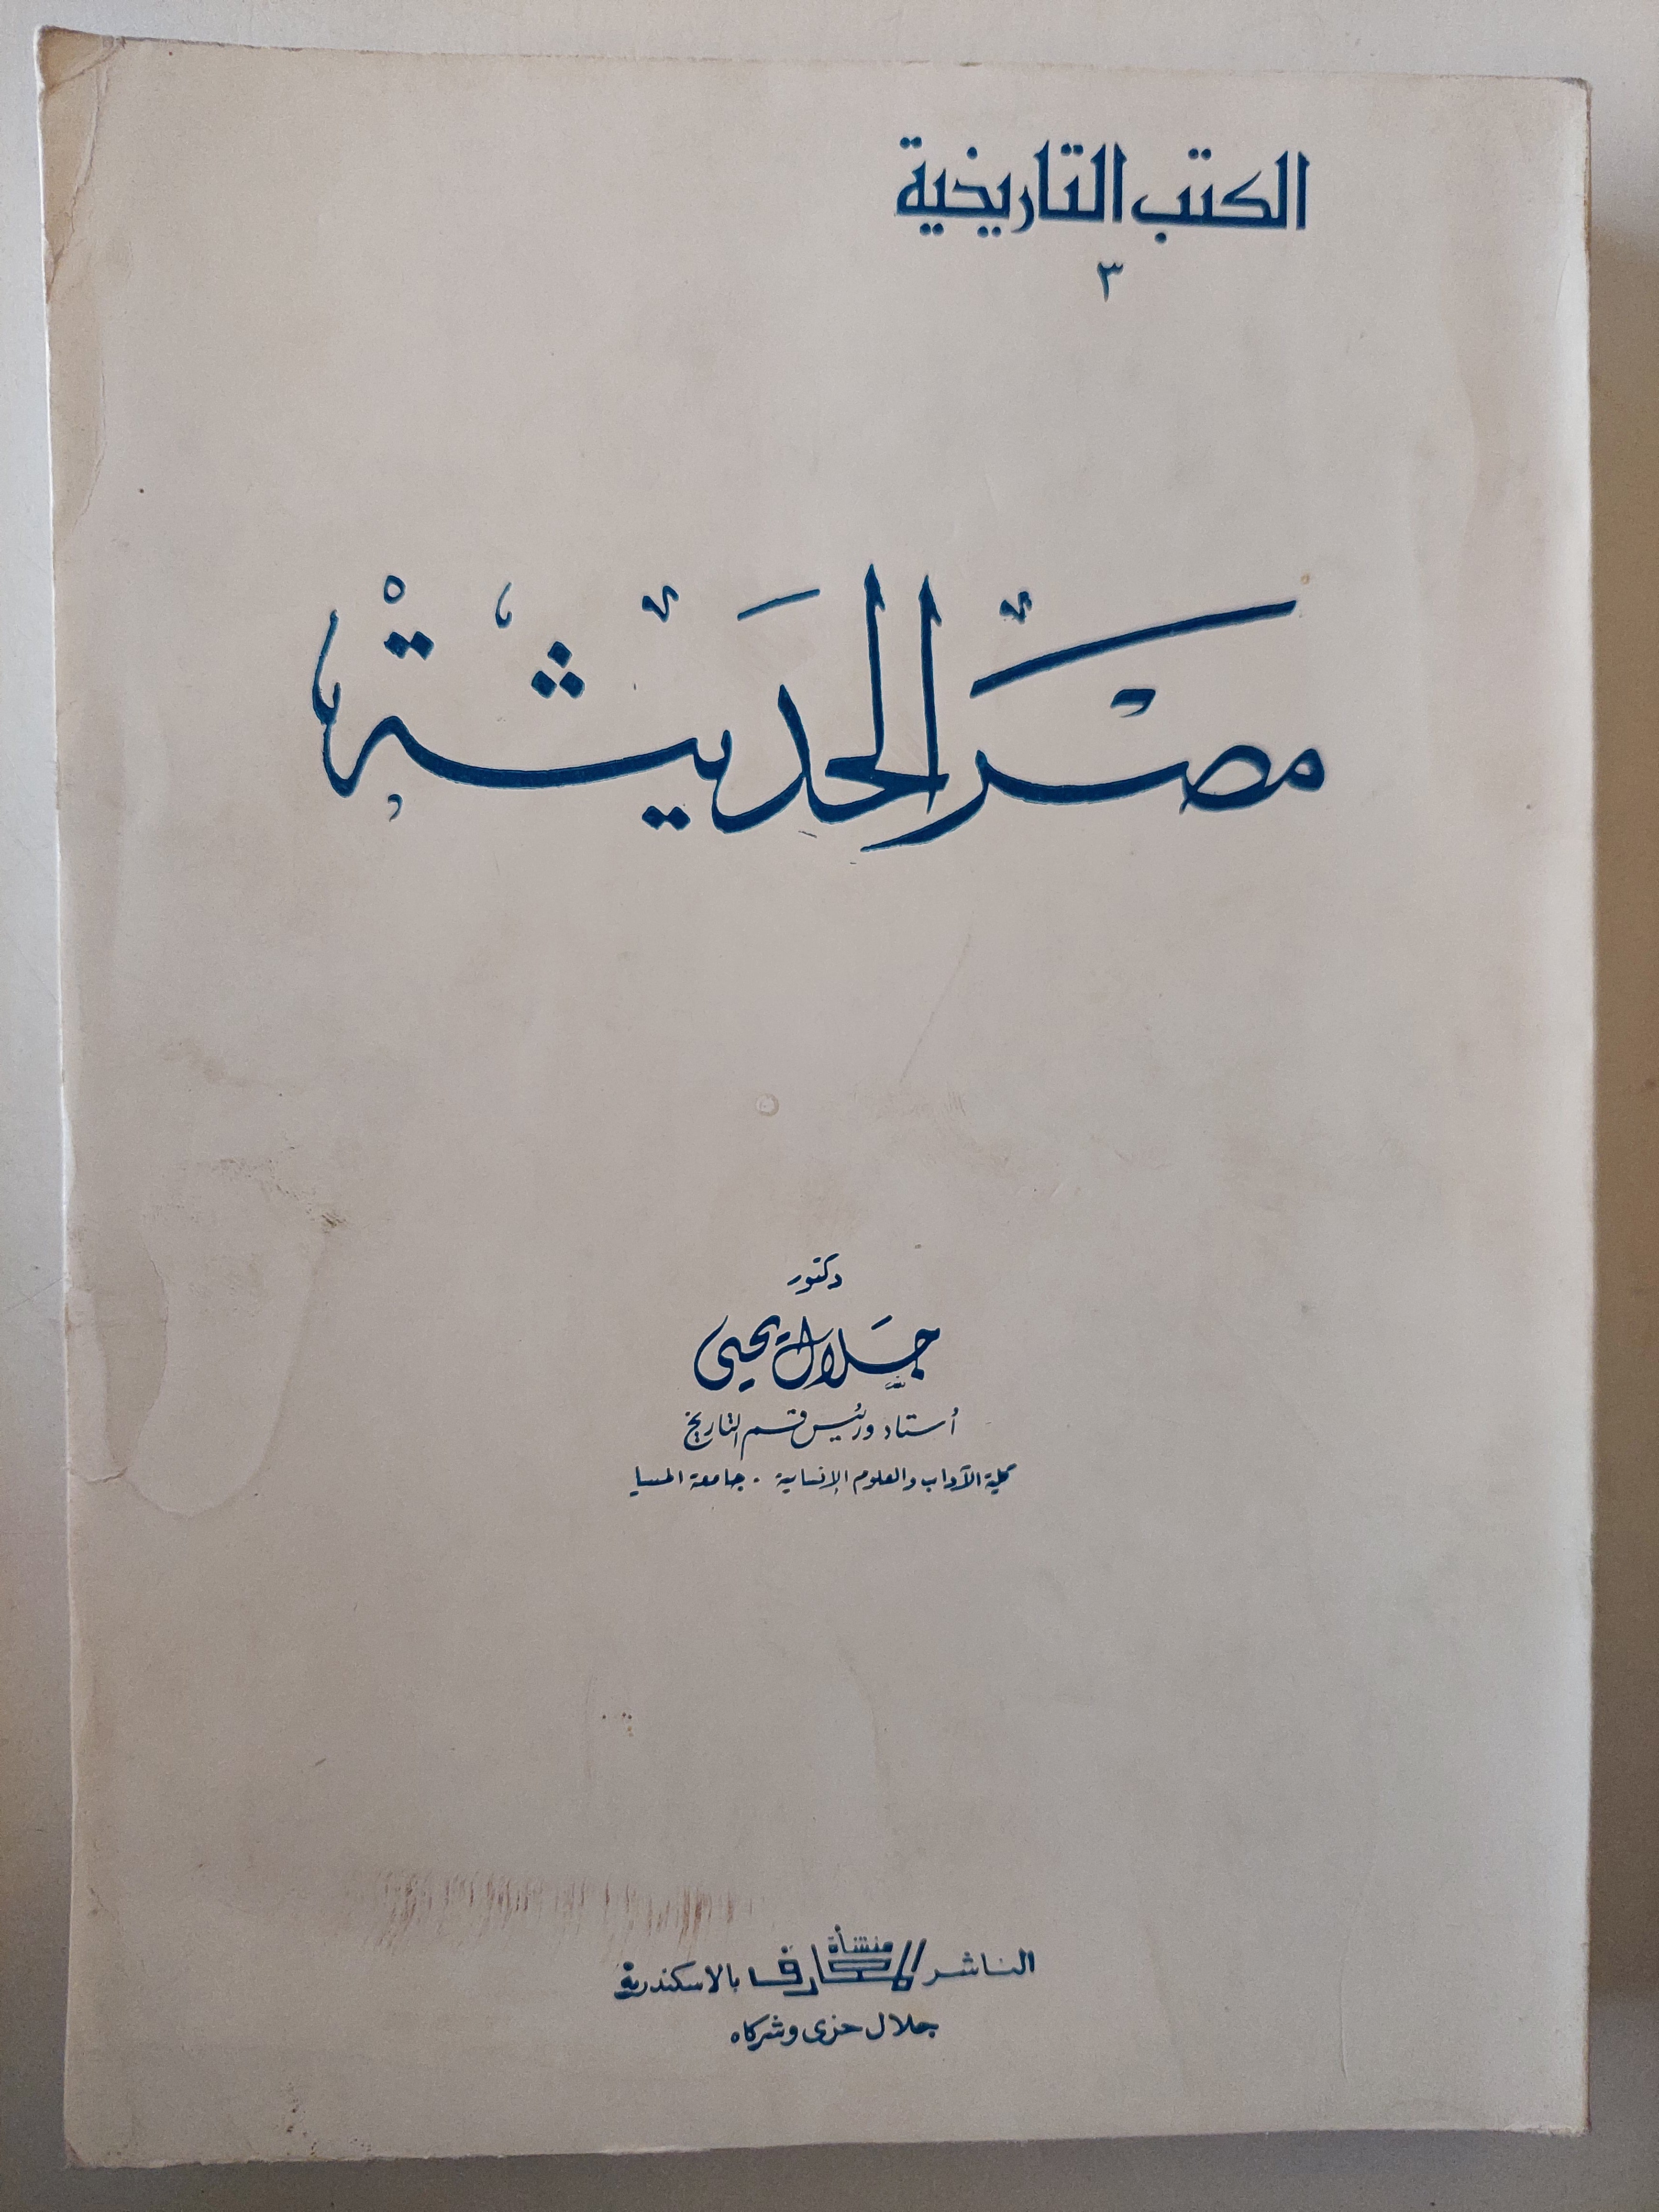 الكتب التاريخية
٣
مصر الحديثة
دكتور
جلال يحيى
أستاذ ورئيس قسم التاريخ
كلية الآداب والعلوم الإنسانية - جامعة المنيا
الناشر منشأة المعارف بالاسكندرية
جلال حزى وشركاه